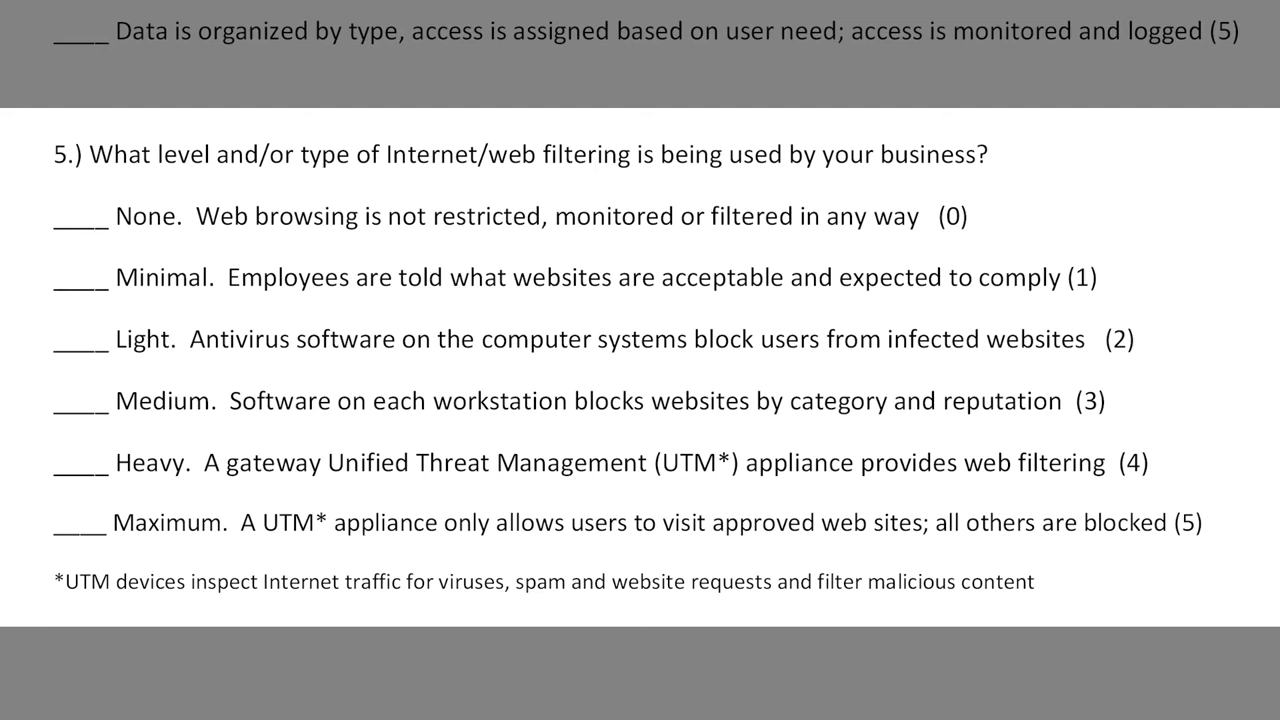 ____ Data is organized by type, access is assigned based on user need; access is monitored and logged (5)
5.) What level and/or type of Internet/web filtering is being used by your business?
____ None.  Web browsing is not restricted, monitored or filtered in any way   (0)
____ Minimal.  Employees are told what websites are acceptable and expected to comply (1)
____ Light.  Antivirus software on the computer systems block users from infected websites   (2)
____ Medium.  Software on each workstation blocks websites by category and reputation  (3)
____ Heavy.  A gateway Unified Threat Management (UTM*) appliance provides web filtering  (4)
____ Maximum.  A UTM* appliance only allows users to visit approved web sites; all others are blocked (5)
*UTM devices inspect Internet traffic for viruses, spam and website requests and filter malicious content